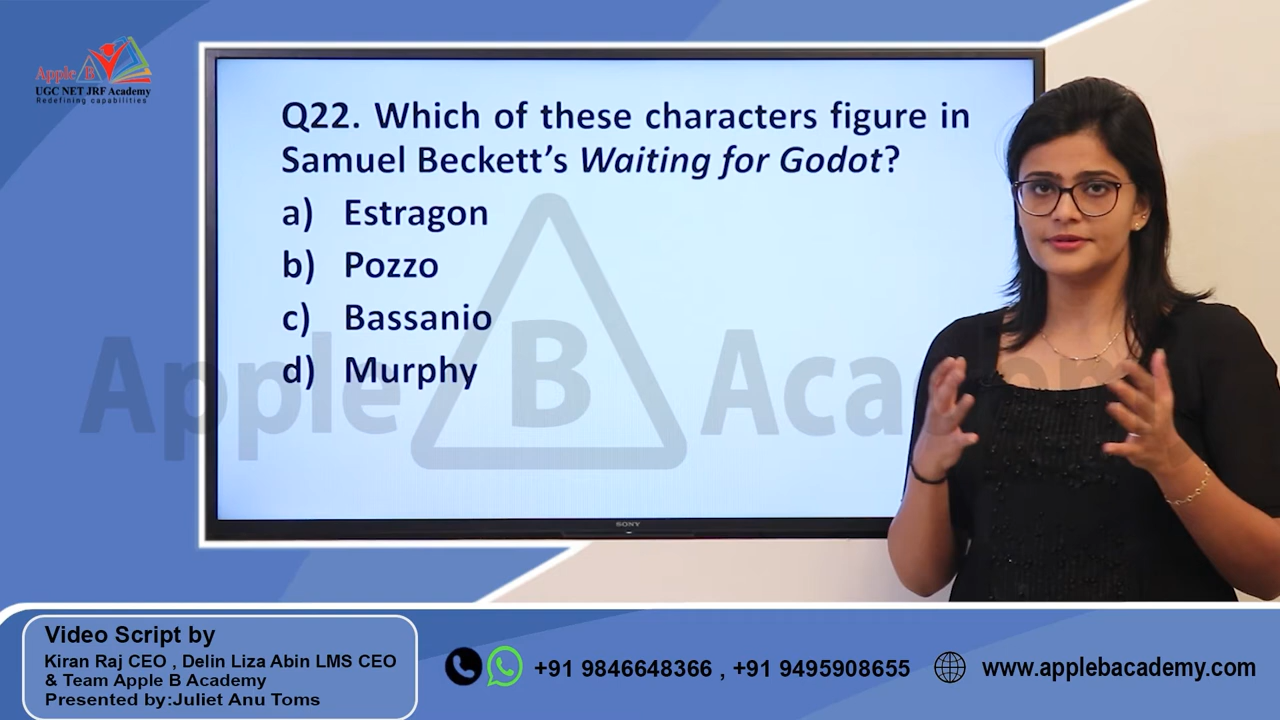 Apple B
UGC NET JRF Academy
Redefining capabilities
Q22. Which of these characters figure in
Samuel Beckett’s Waiting for Godot?
a) Estragon
b) Pozzo
c) Bassanio
d) Murphy
Apple B Academy
SONY
Video Script by
Kiran Raj CEO , Delin Liza Abin LMS CEO
& Team Apple B Academy
Presented by:Juliet Anu Toms
+91 9846648366 , +91 9495908655
www.applebacademy.com